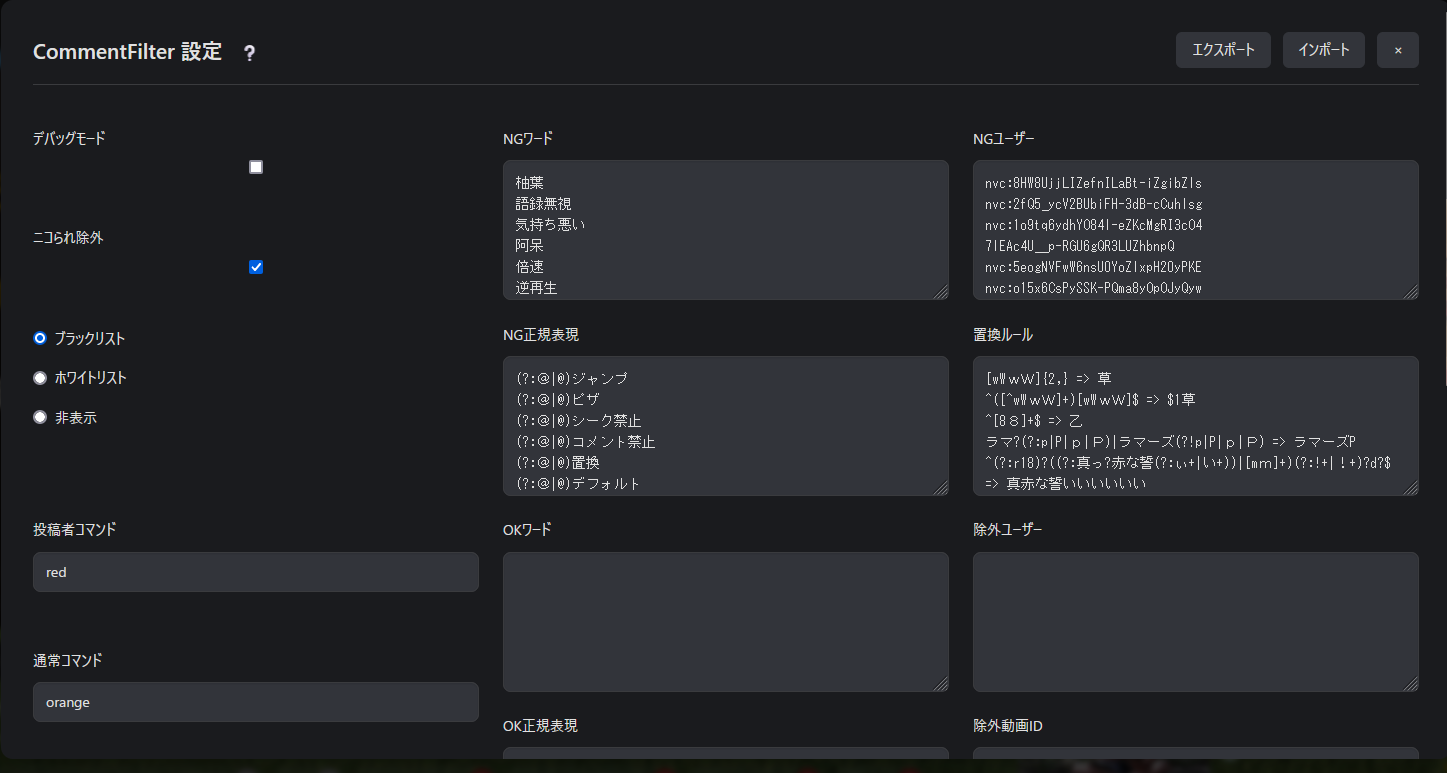 CommentFilter 設定 ?
エクスポート
インポート
×
デバッグモード
ニコられ除外
ブラックリスト
ホワイトリスト
非表示
投稿者コマンド
red
通常コマンド
orange
NGワード
柚葉
語録無視
気持ち悪い
阿呆
倍速
逆再生
NG正規表現
(?:@|@)ジャンプ
(?:@|@)ピザ
(?:@|@)シーク禁止
(?:@|@)コメント禁止
(?:@|@)置換
(?:@|@)デフォルト
OKワード
OK正規表現
NGユーザー
nvc:8HW8UjjLIZefnILaBt-iZgibZIs
nvc:2fQ5_ycV2BUbiFH-3dB-cCuhIsg
nvc:1o9tq6ydhYO84l-eZKcMgRI3cO4
7lEAc4U__p-RGU6gQR3LUZhbnpQ
nvc:5eogNVFwW6nsUOYoZlxpH2OyPKE
nvc:o15x6CsPySSK-PQma8yOpOJyQyw
置換ルール
[wWwW]{2,} => 草
^([^wWwW]+)[wWwW]$ => $1草
^[88]+$ => 乙
ラマ?(?:p|P|p|P)|ラマーズ(?!p|P|p|P) => ラマーズP
^(?:r18)?((?:真っ?赤な誓(?:ぃ+|い+))|[mm]+)(?:!+|!+)?d?$
=> 真赤な誓いいいいいい
除外ユーザー
除外動画ID